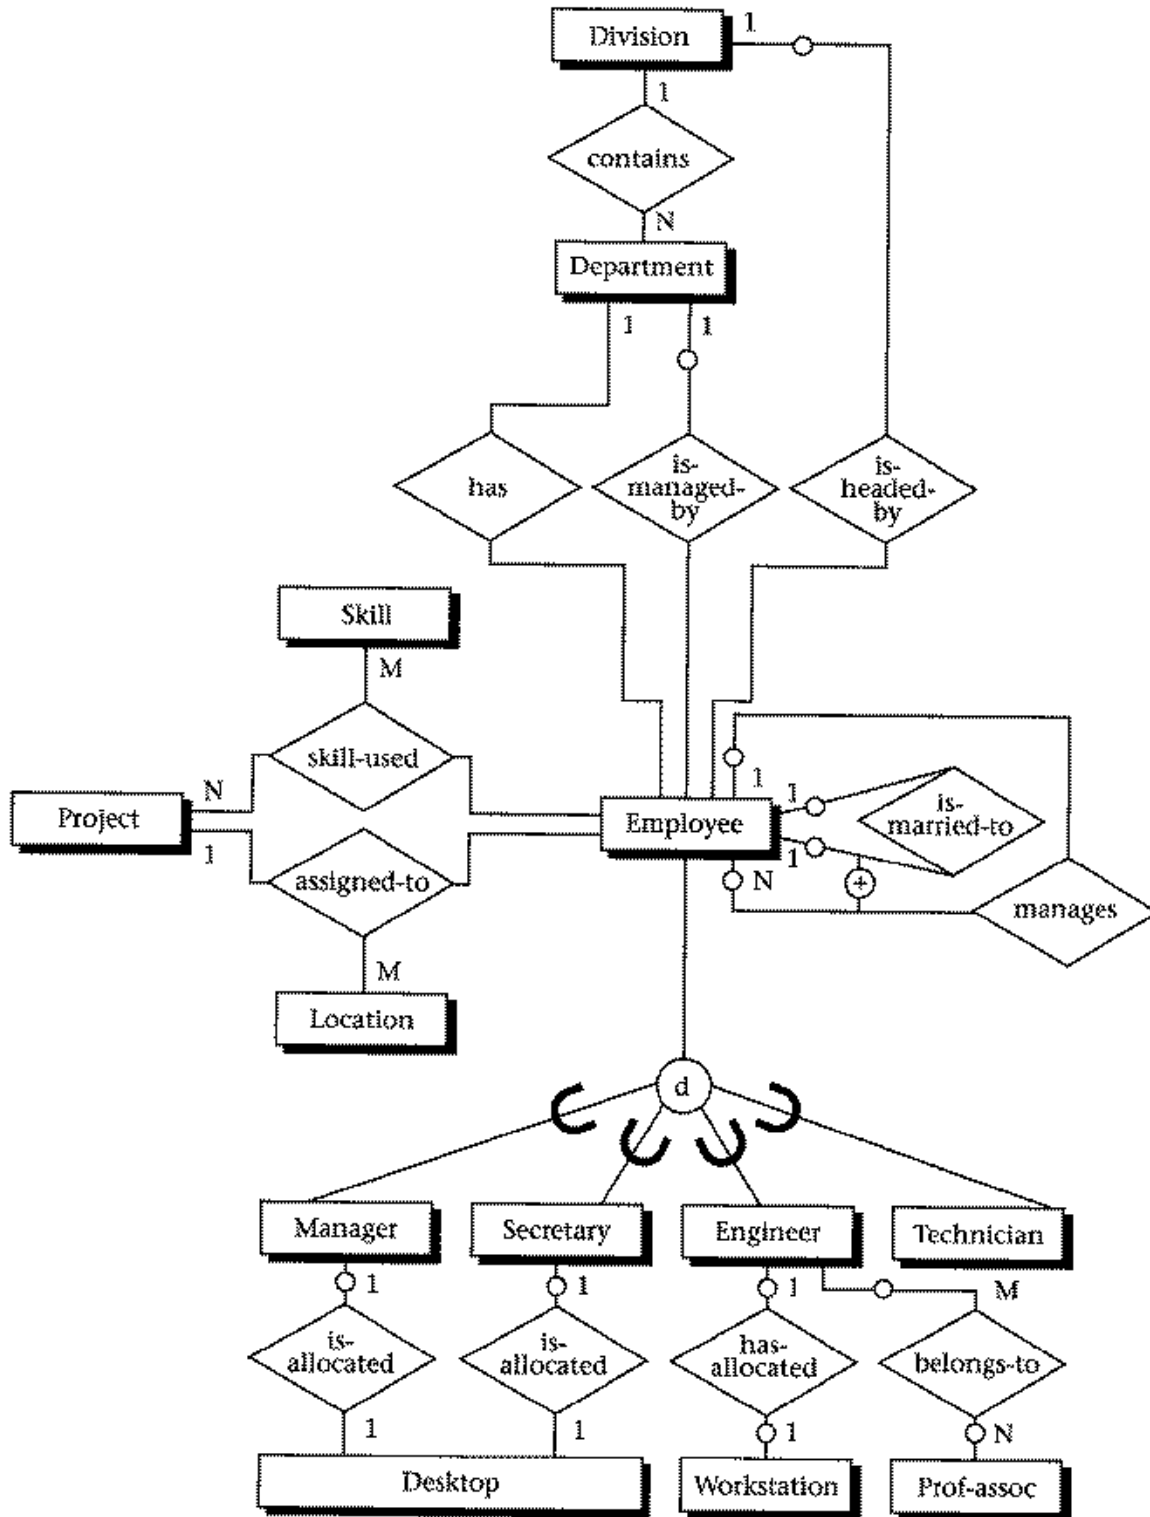 Division
1
1
contains
N
Department
1
1
has
is-
managed-
by
is-
headed-
by
Skill
M
skill-used
N
Project
1
assigned-to
M
Location
Employee
1
1
1
N
is-
married-to
+
manages
d
Manager
Secretary
Engineer
Technician
1
1
1
M
is-
allocated
is-
allocated
has-
allocated
belongs-to
1
1
1
N
Desktop
Workstation
Prof-assoc